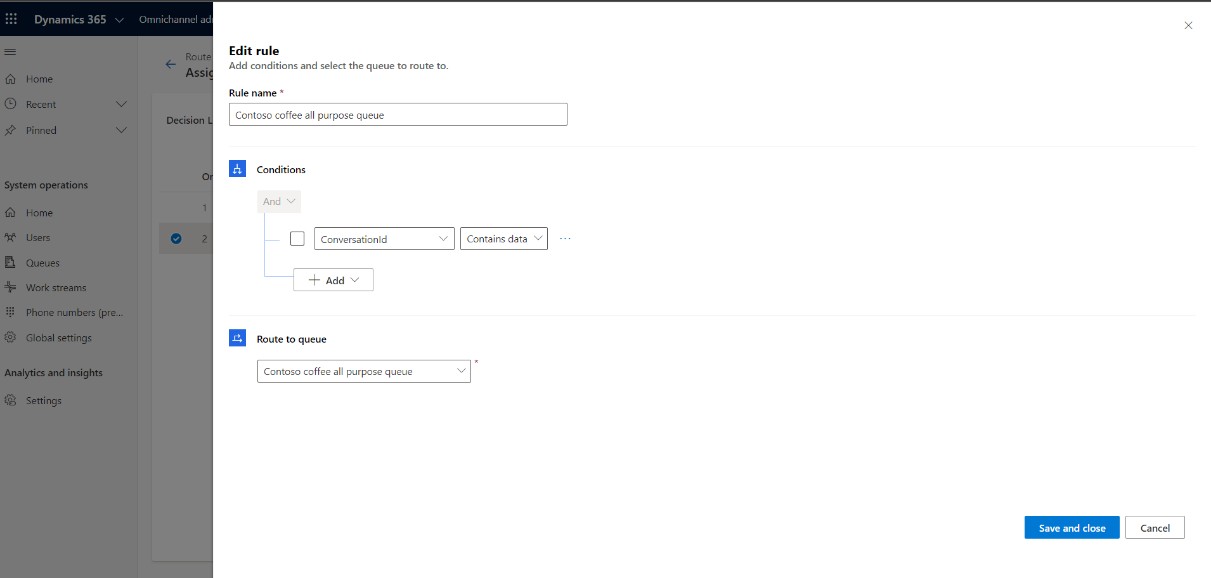 Dynamics 365
Omnichannel ad
Home
Recent
Pinned
System operations
Home
Users
Queues
Work streams
Phone numbers (pre...
Global settings
Analytics and insights
Settings
Route
Assig
Decision L
Or
1
2
Edit rule
Add conditions and select the queue to route to.
Rule name *
Contoso coffee all purpose queue
Conditions
And
ConversationId Contains data ...
Add
Route to queue
Contoso coffee all purpose queue *
Save and close Cancel